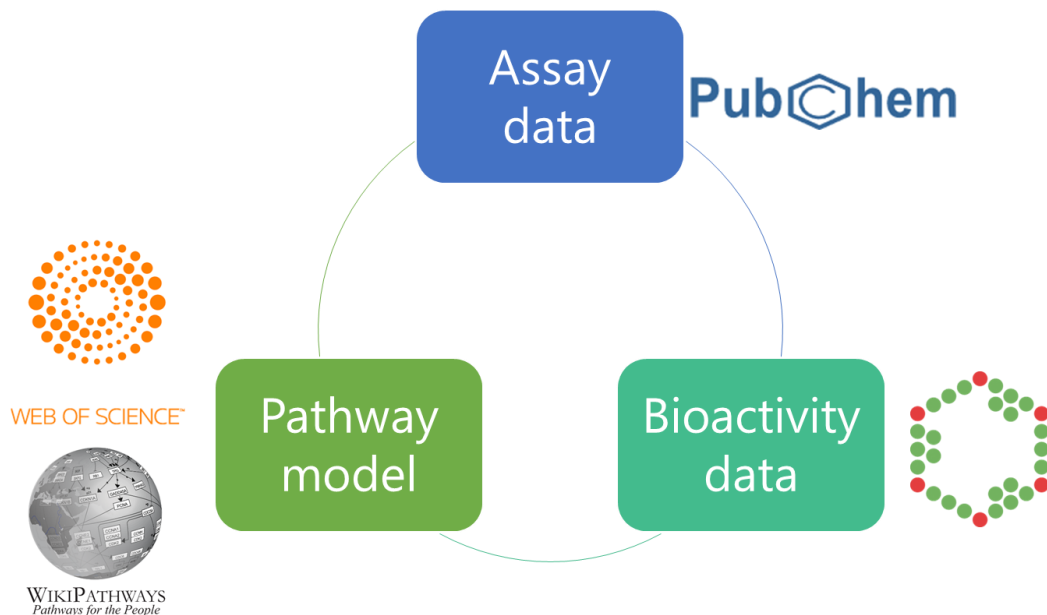 Assay
data
PubChem
WEB OF SCIENCE™
Pathway
model
Bioactivity
data
WIKIPATHWAYS
Pathways for the People